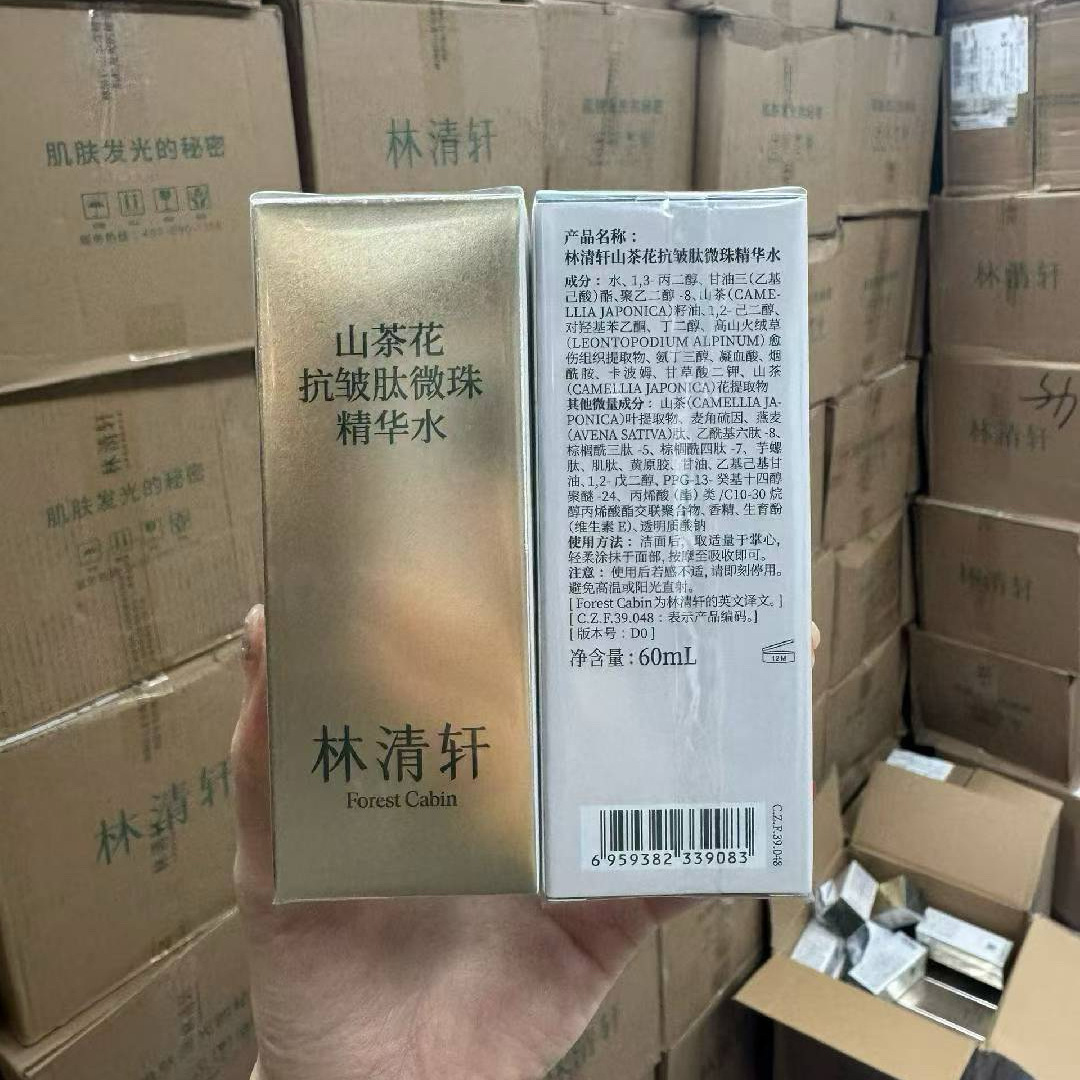 肌肤发光的秘密
林清轩
林清轩
肌肤发光的秘密
林清轩
林清轩
林清轩
林清轩
山茶花
抗皱肽微珠
精华水
林清轩
Forest Cabin
产品名称：
林清轩山茶花抗皱肽微珠精华水
成分：水、1,3-丙二醇、甘油三(乙基
己酸)酯、聚乙二醇-8、山茶(CAME-
LLIA JAPONICA)籽油、1,2-己二醇、
对羟基苯乙酮、丁二醇、高山火绒草
(LEONTOPODIUM ALPINUM)愈
伤组织提取物、氨丁三醇、凝血酸、烟
酰胺、卡波姆、甘草酸二钾、山茶
(CAMELLIA JAPONICA)花提取物
其他微量成分：山茶(CAMELLIA JA-
PONICA)叶提取物、麦角硫因、燕麦
(AVENA SATIVA)肽、乙酰基六肽-8、
棕榈酰三肽-5、棕榈酰四肽-7、芋螺
肽、肌肽、黄原胶、甘油、乙基己基甘
油、1,2-戊二醇、PPG-13-癸基十四醇
聚醚-24、丙烯酸(酯)类/C10-30烷
醇丙烯酸酯交联聚合物、香精、生育酚
(维生素E)、透明质酸钠
使用方法：洁面后，取适量于掌心，
轻柔涂抹于面部，按摩至吸收即可。
注意：使用后若感不适，请即刻停用。
避免高温或阳光直射。
[Forest Cabin为林清轩的英文译文。]
[C.Z.F.39.048：表示产品编码。]
[版本号：D0]
净含量：60mL
12M
6 959382 339083
C.Z.F.39.048